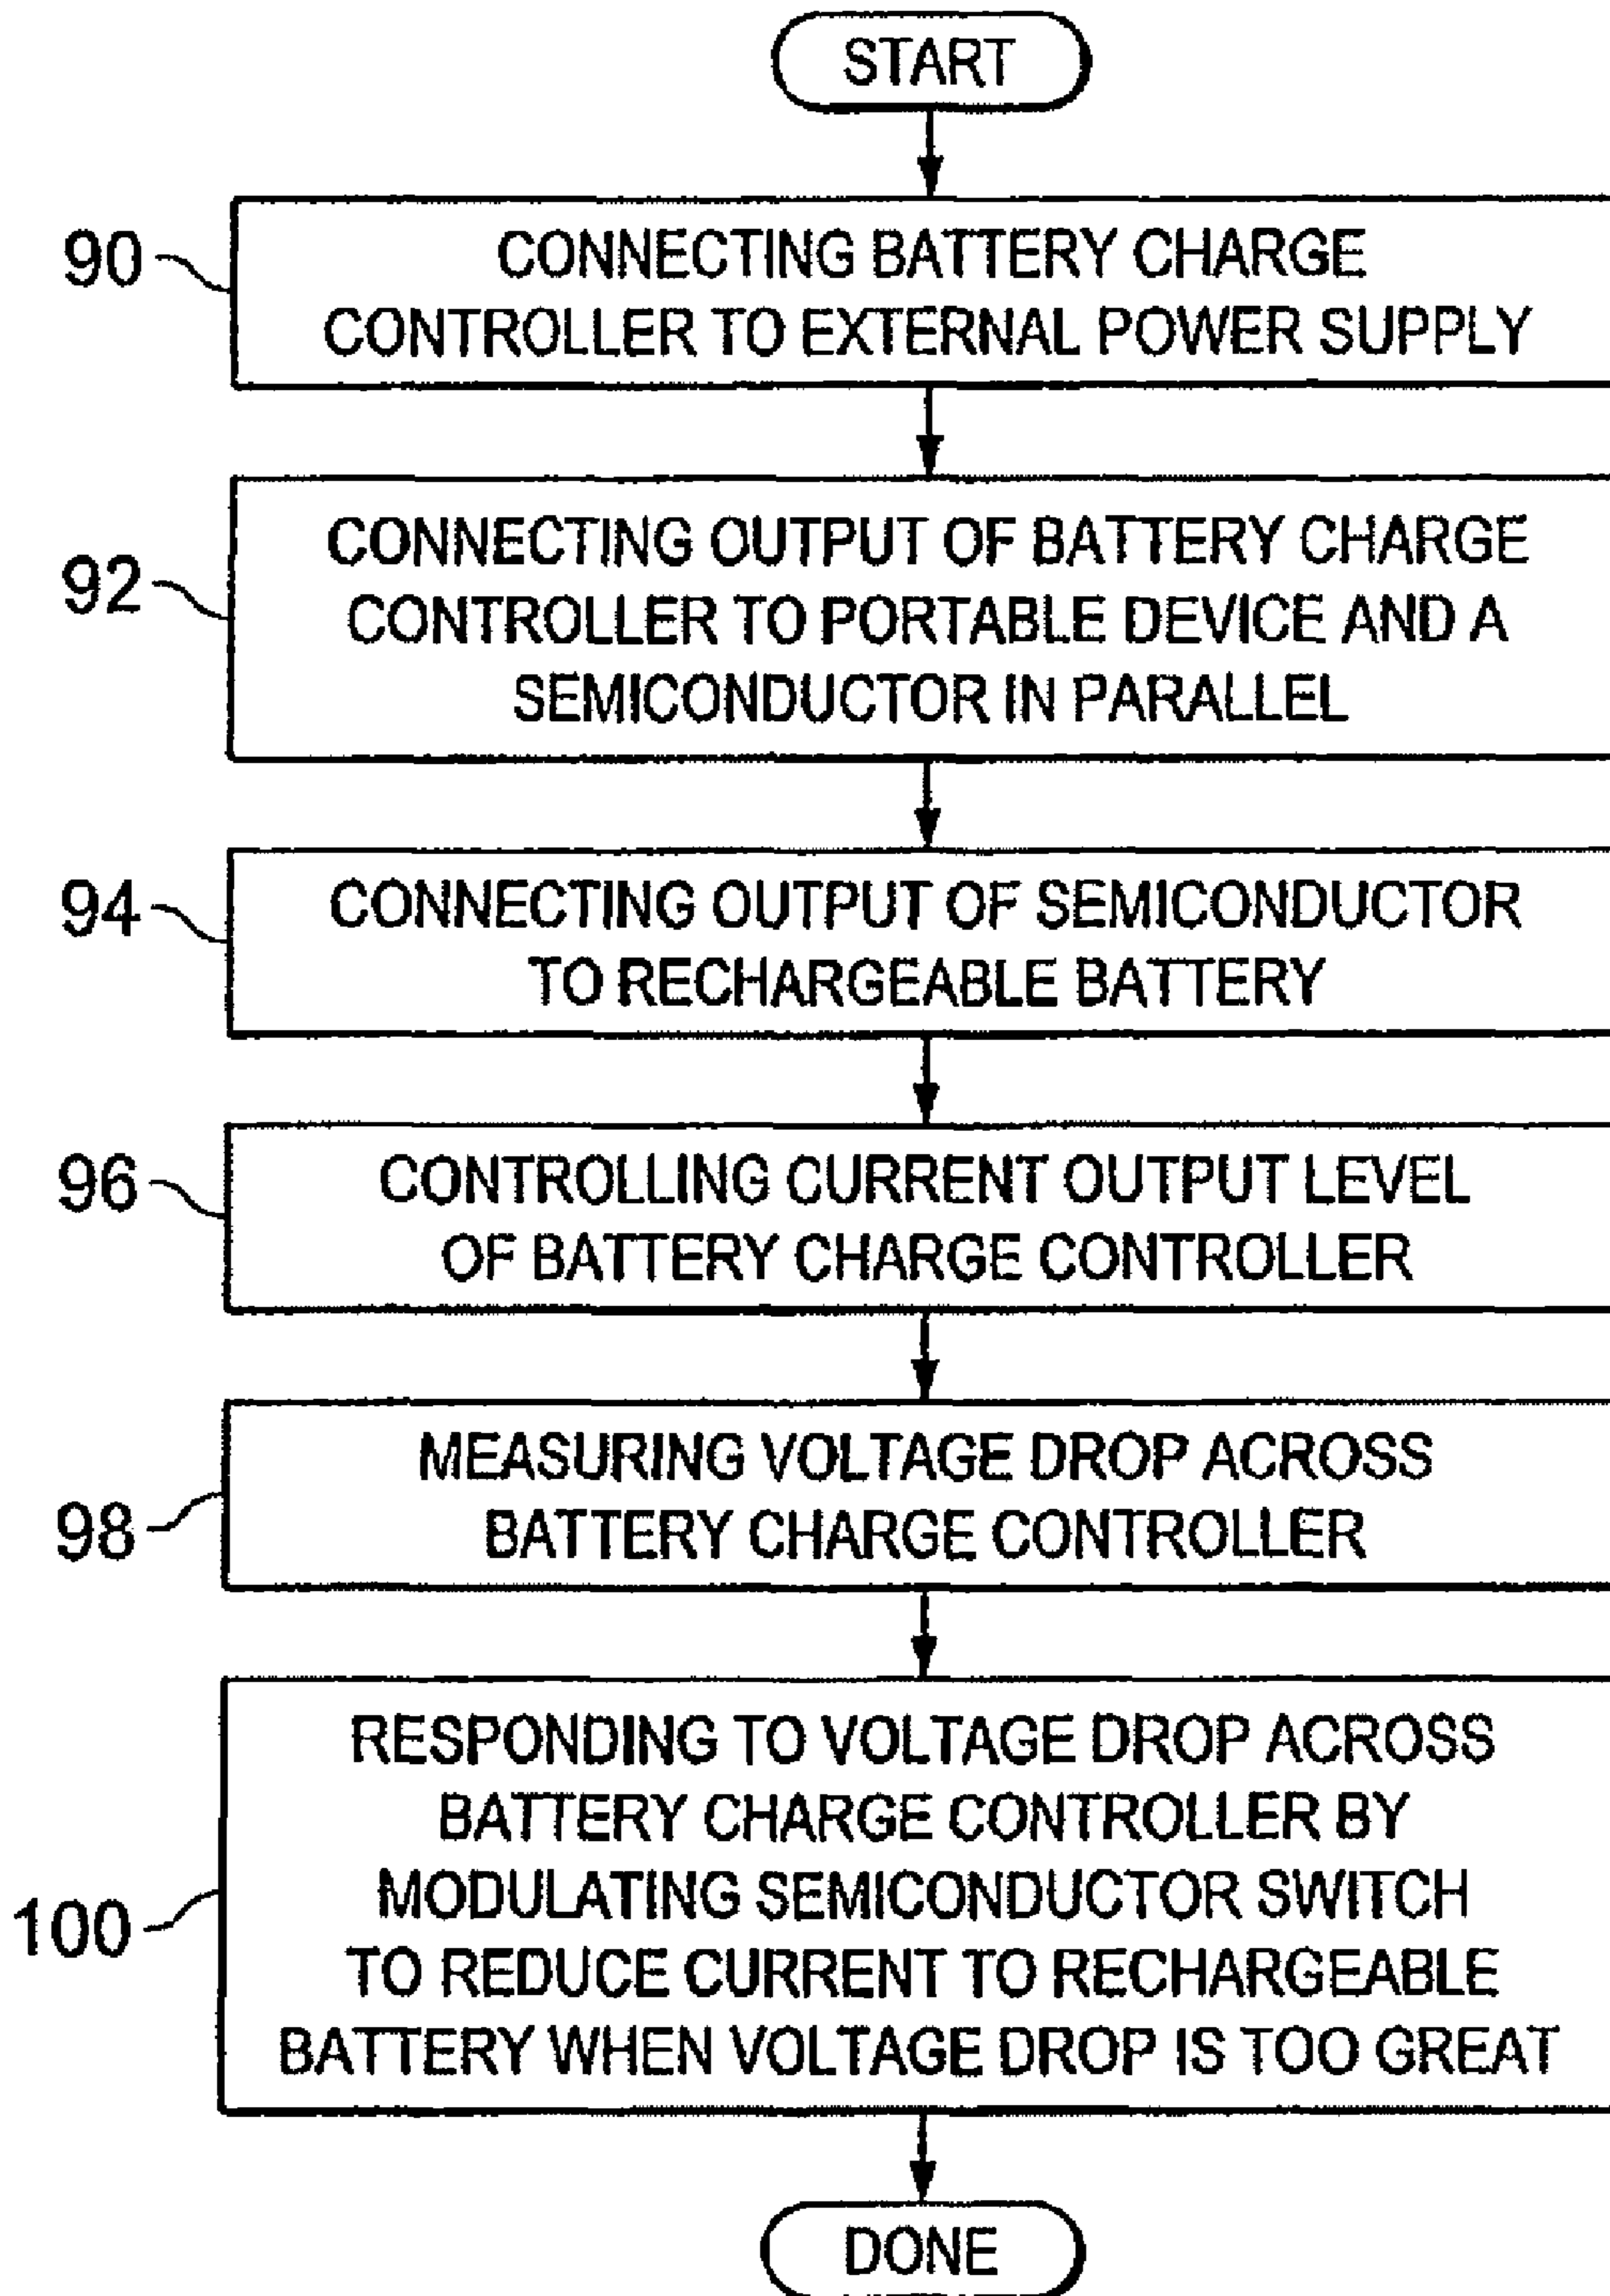 START
90
CONNECTING BATTERY CHARGE
CONTROLLER TO EXTERNAL POWER SUPPLY
92
CONNECTING OUTPUT OF BATTERY CHARGE
CONTROLLER TO PORTABLE DEVICE AND A
SEMICONDUCTOR IN PARALLEL
94
CONNECTING OUTPUT OF SEMICONDUCTOR
TO RECHARGEABLE BATTERY
96
CONTROLLING CURRENT OUTPUT LEVEL
OF BATTERY CHARGE CONTROLLER
98
MEASURING VOLTAGE DROP ACROSS
BATTERY CHARGE CONTROLLER
100
RESPONDING TO VOLTAGE DROP ACROSS
BATTERY CHARGE CONTROLLER BY
MODULATING SEMICONDUCTOR SWITCH
TO REDUCE CURRENT TO RECHARGEABLE
BATTERY WHEN VOLTAGE DROP IS TOO GREAT
DONE